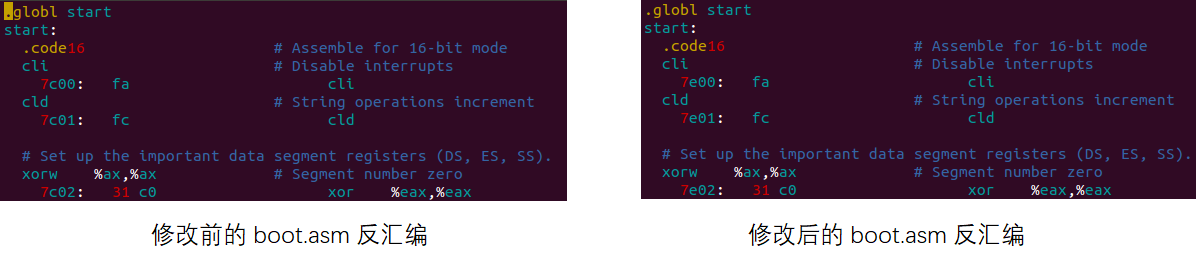 .globl start
start:
.code16 # Assemble for 16-bit mode
cli # Disable interrupts
7c00: fa cli
cld # String operations increment
7c01: fc cld
# Set up the important data segment registers (DS, ES, SS).
xorw %ax,%ax # Segment number zero
7c02: 31 c0 xor %eax,%eax
修改前的 boot.asm 反汇编
.globl start
start:
.code16 # Assemble for 16-bit mode
cli # Disable interrupts
7e00: fa cli
cld # String operations increment
7e01: fc cld
# Set up the important data segment registers (DS, ES, SS).
xorw %ax,%ax # Segment number zero
7e02: 31 c0 xor %eax,%eax
修改后的 boot.asm 反汇编